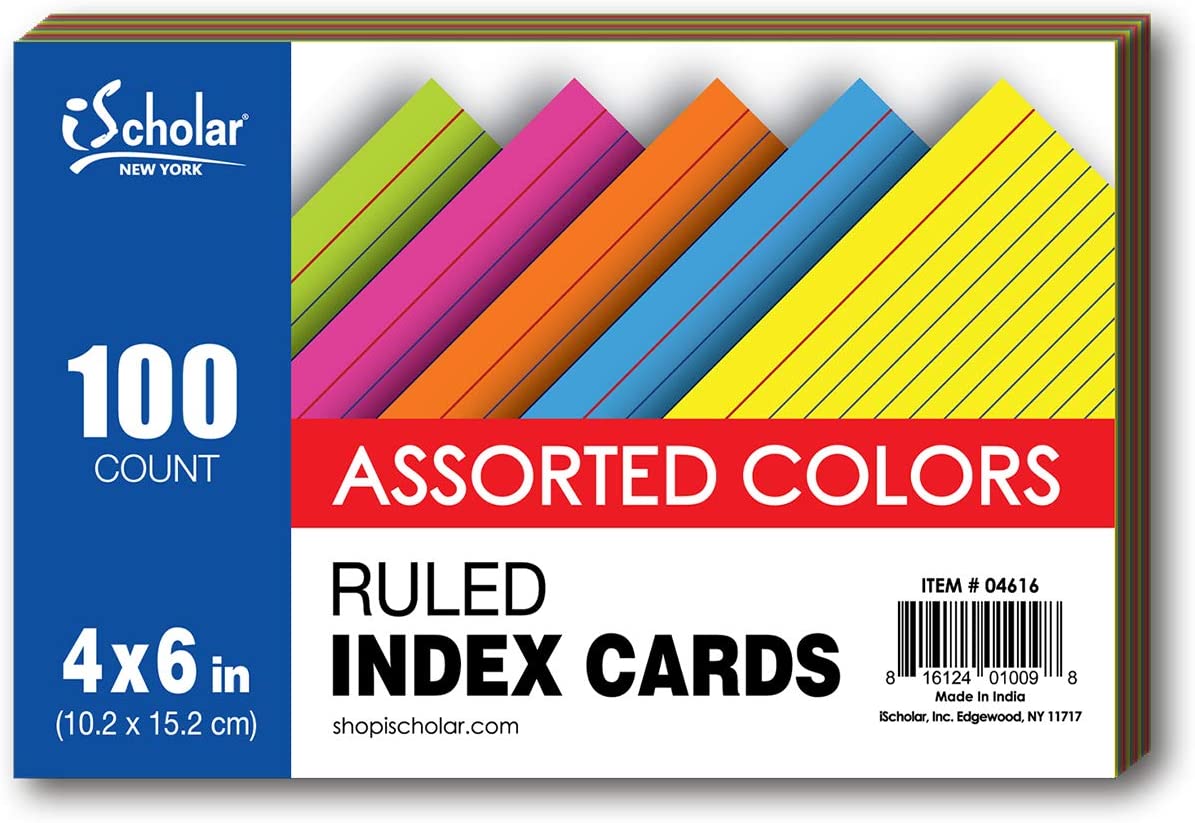 iScholar®
NEW YORK
100
COUNT
4x6 in
(10.2 x 15.2 cm)
ASSORTED COLORS
RULED
INDEX CARDS
shopischolar.com
ITEM # 04616
8 16124 01009 8
Made In India
iScholar, Inc. Edgewood, NY 11717